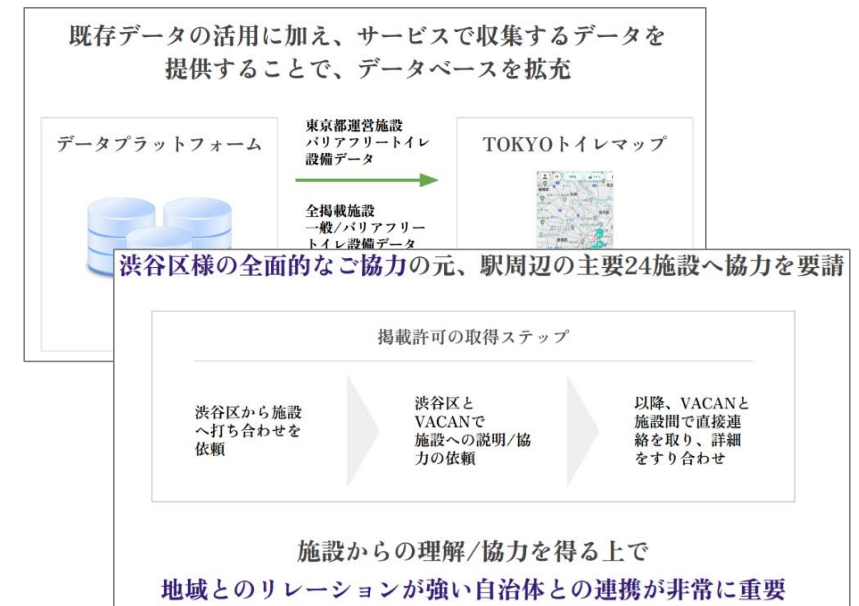 既存データの活用に加え、サービスで収集するデータを
提供することで、データベースを拡充
データプラットフォーム
東京都運営施設
バリアフリートイレ
設備データ
全掲載施設
一般/バリアフリー
トイレ設備データ
TOKYOトイレマップ
渋谷区様の全面的なご協力の元、駅周辺の主要24施設へ協力を要請
掲載許可の取得ステップ
渋谷区から施設
へ打ち合わせを
依頼
渋谷区と
VACANで
施設への説明/協
力の依頼
以降、VACANと
施設間で直接連
絡を取り、詳細
をすり合わせ
施設からの理解/協力を得る上で
地域とのリレーションが強い自治体との連携が非常に重要